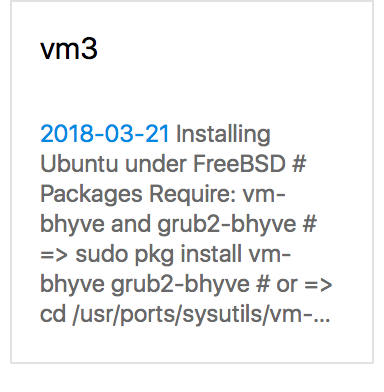 vm3
2018-03-21 Installing
Ubuntu under FreeBSD #
Packages Require: vm-
bhyve and grub2-bhyve #
=> sudo pkg install vm-
bhyve grub2-bhyve # or =>
cd /usr/ports/sysutils/vm-...